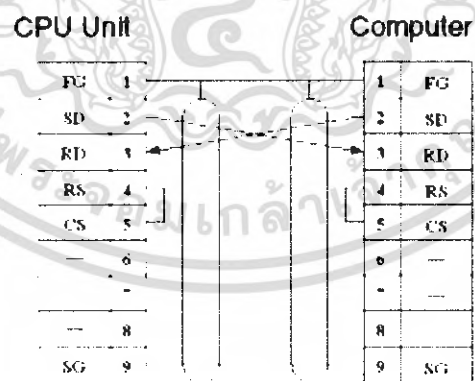 CPU Unit Computer
FG 1 1 FG
SD 2 2 SD
RD 3 3 RD
RS 4 4 RS
CS 5 5 CS
— 6 6 —
- - —
— 8 8
SG 9 9 SG